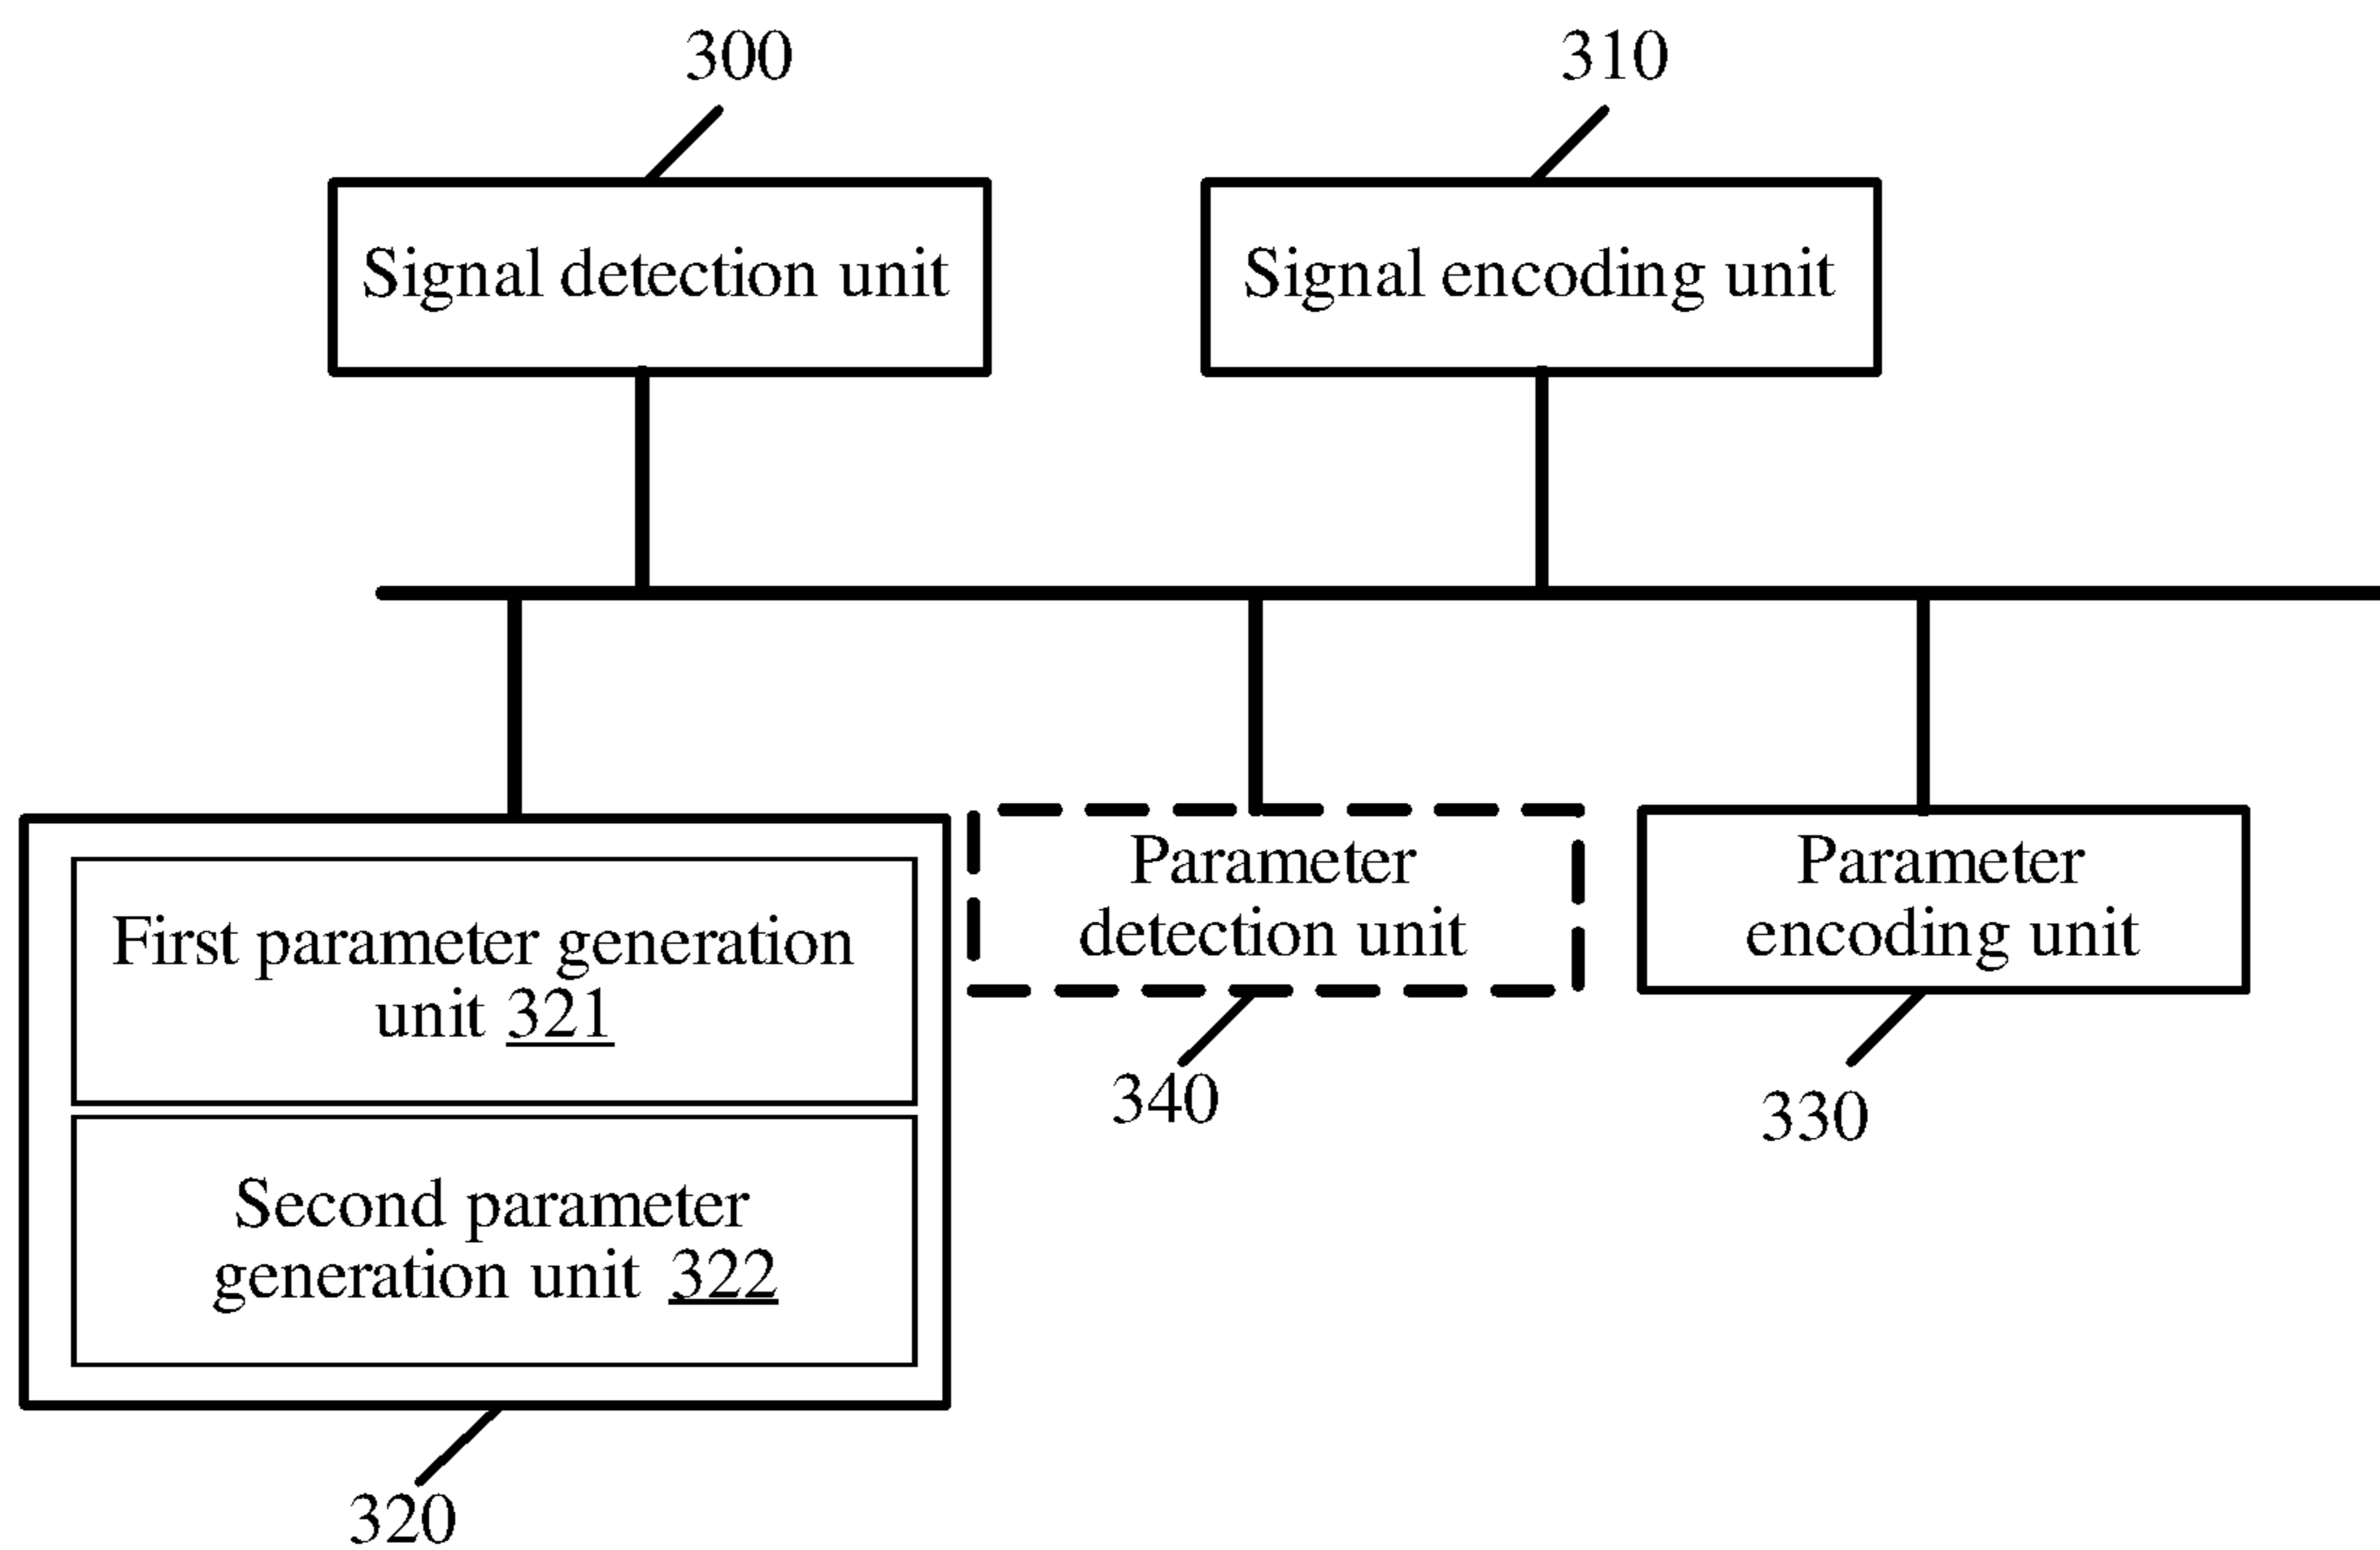 300
310
Signal detection unit
Signal encoding unit
First parameter generation
unit 321
Second parameter
generation unit 322
320
Parameter
detection unit
340
Parameter
encoding unit
330